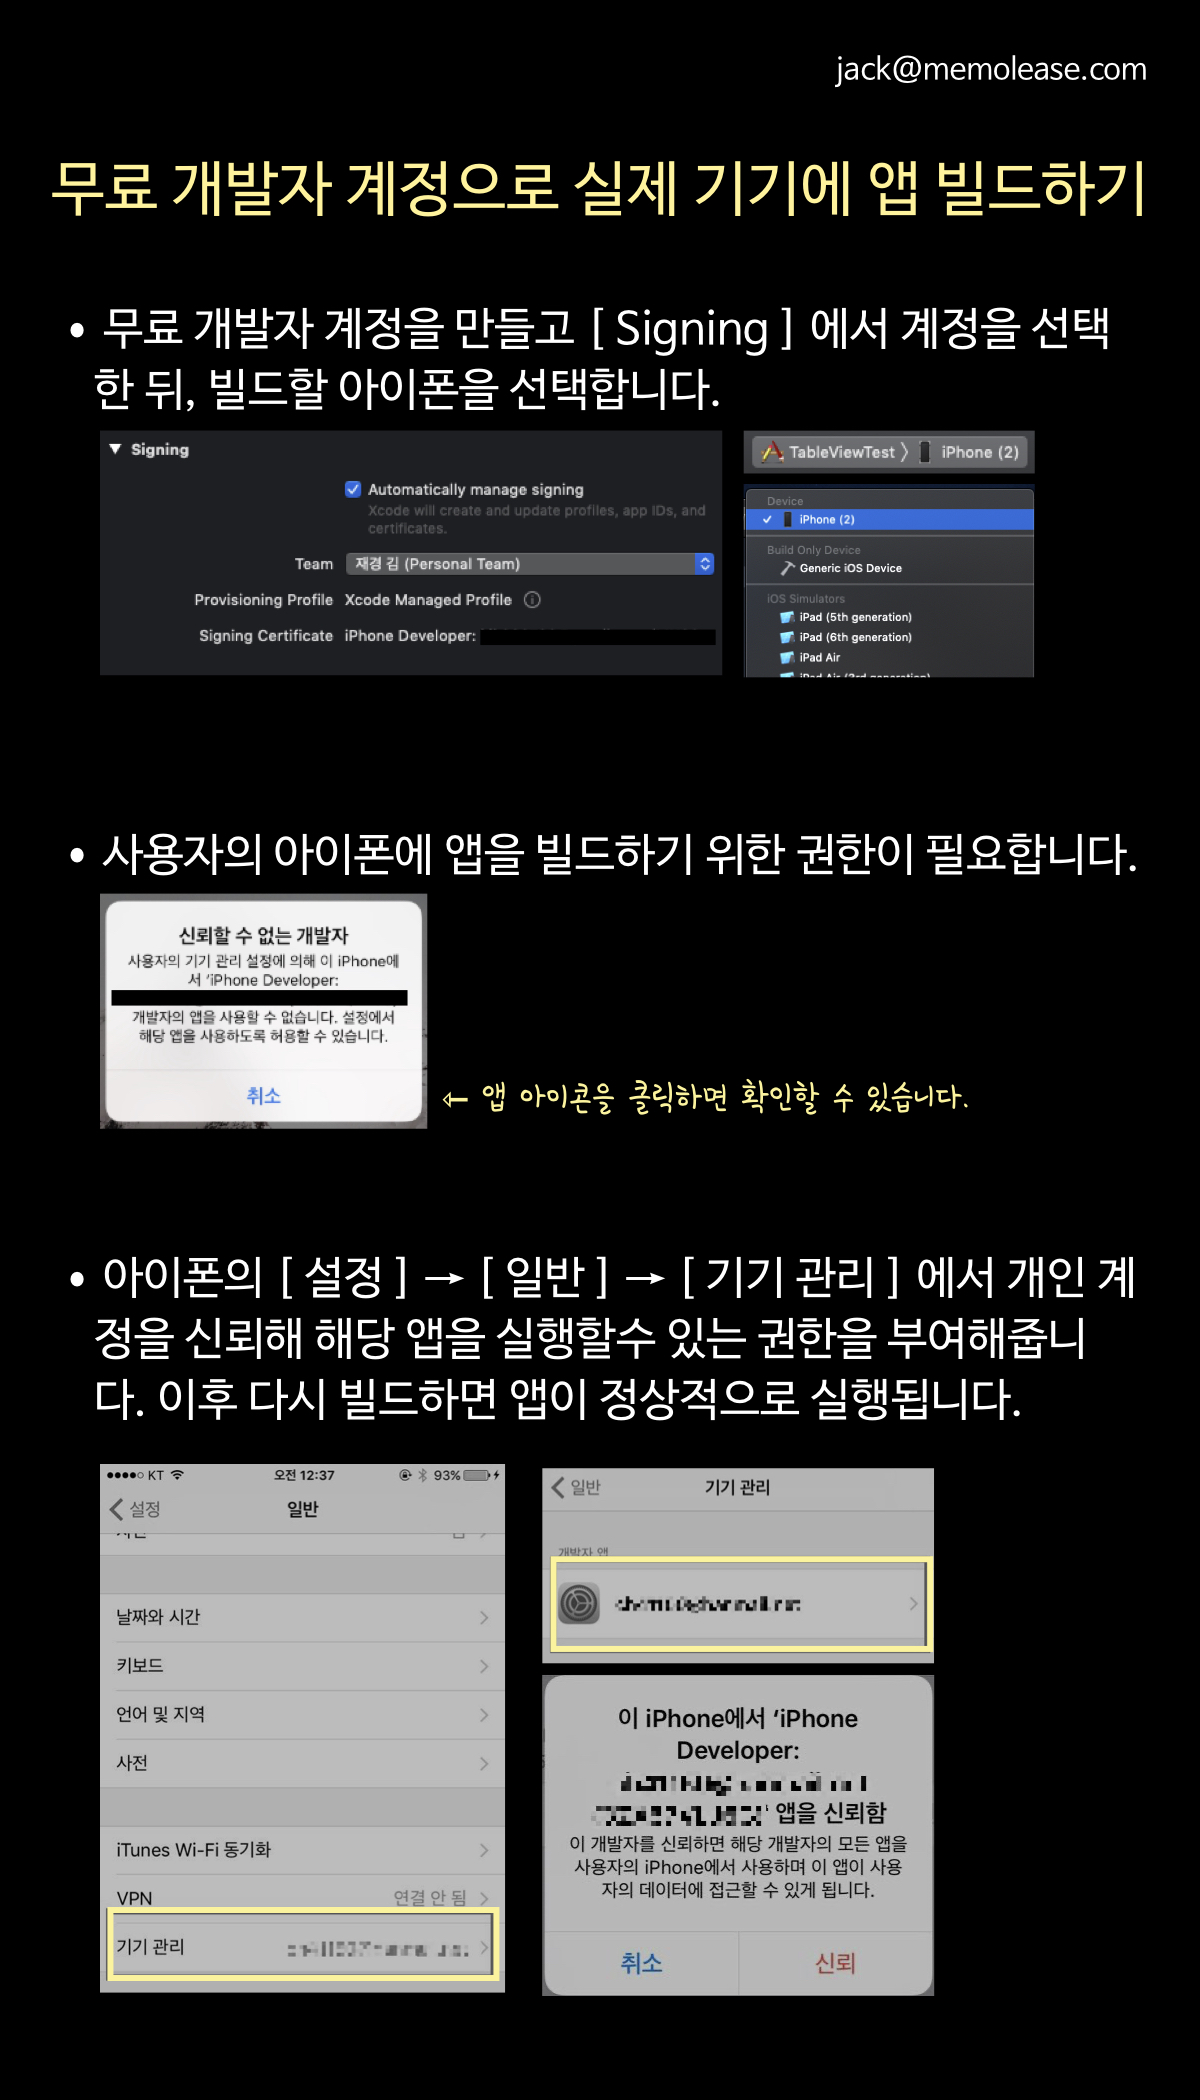 jack@memolease.com
무료 개발자 계정으로 실제 기기에 앱 빌드하기
• 무료 개발자 계정을 만들고 [ Signing ] 에서 계정을 선택
한 뒤, 빌드할 아이폰을 선택합니다.
▼ Signing
Automatically manage signing
Xcode will create and update profiles, app IDs, and
certificates.
Team 재경 김 (Personal Team)
Provisioning Profile Xcode Managed Profile
Signing Certificate iPhone Developer:
TableViewTest 〉 iPhone (2)
Device
✓ iPhone (2)
Build Only Device
Generic iOS Device
iOS Simulators
iPad (5th generation)
iPad (6th generation)
iPad Air
iPad Air (3rd generation)
• 사용자의 아이폰에 앱을 빌드하기 위한 권한이 필요합니다.
신뢰할 수 없는 개발자
사용자의 기기 관리 설정에 의해 이 iPhone에
서 ‘iPhone Developer:
개발자의 앱을 사용할 수 없습니다. 설정에서
해당 앱을 사용하도록 허용할 수 있습니다.
취소
← 앱 아이콘을 클릭하면 확인할 수 있습니다.
• 아이폰의 [ 설정 ] → [ 일반 ] → [ 기기 관리 ] 에서 개인 계
정을 신뢰해 해당 앱을 실행할수 있는 권한을 부여해줍니
다. 이후 다시 빌드하면 앱이 정상적으로 실행됩니다.
KT 오전 12:37 93%
설정 일반
날짜와 시간
키보드
언어 및 지역
사전
iTunes Wi-Fi 동기화
VPN 연결 안 됨
기기 관리
일반 기기 관리
개발자 앱
이 iPhone에서 ‘iPhone
Developer:
’ 앱을 신뢰함
이 개발자를 신뢰하면 해당 개발자의 모든 앱을
사용자의 iPhone에서 사용하며 이 앱이 사용
자의 데이터에 접근할 수 있게 됩니다.
취소 신뢰